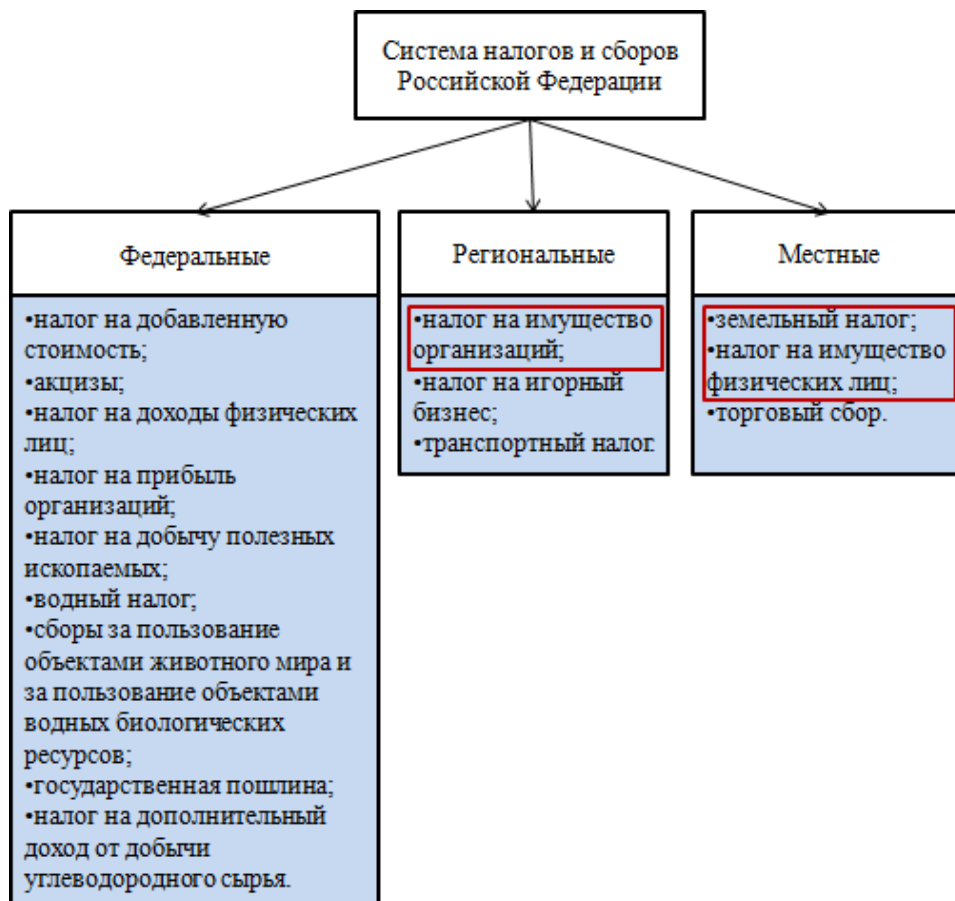 Система налогов и сборов
Российской Федерации
Федеральные
•налог на добавленную
стоимость;
•акцизы;
•налог на доходы физических
лиц;
•налог на прибыль
организаций;
•налог на добычу полезных
ископаемых;
•водный налог;
•сборы за пользование
объектами животного мира и
за пользование объектами
водных биологических
ресурсов;
•государственная пошлина;
•налог на дополнительный
доход от добычи
углеводородного сырья.
Региональные
•налог на имущество
организаций;
•налог на игорный
бизнес;
•транспортный налог.
Местные
•земельный налог;
•налог на имущество
физических лиц;
•торговый сбор.